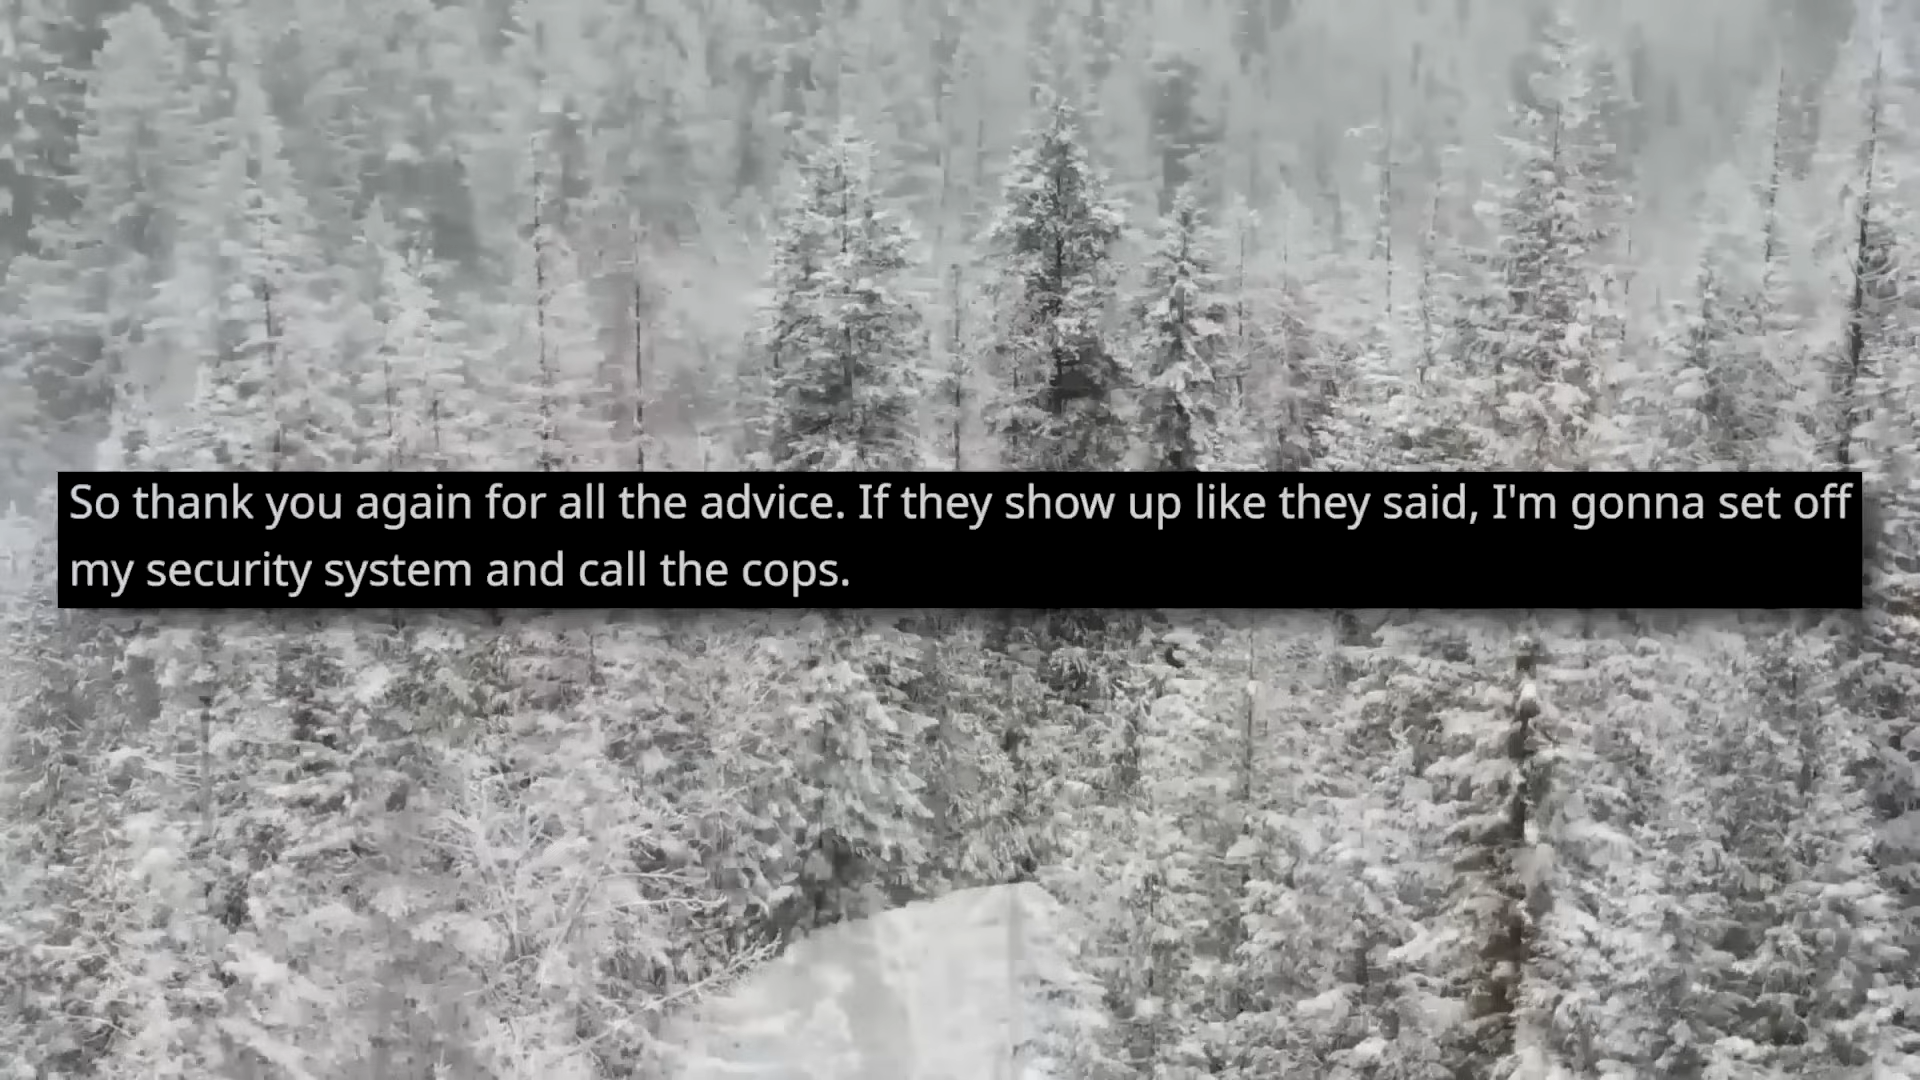 So thank you again for all the advice. If they show up like they said, I'm gonna set off
my security system and call the cops.